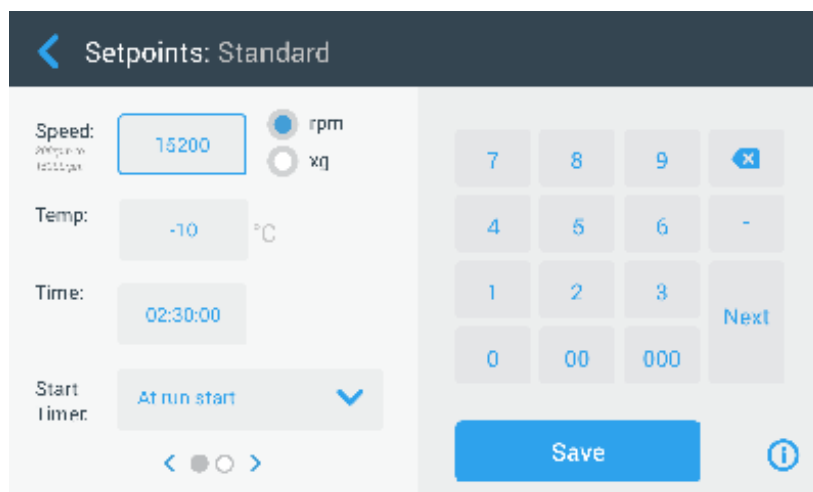 Setpoints: Standard
Speed:
15200
rpm
xg
Temp:
-10
°C
Time:
02:30:00
Start
Timer:
At run start
7 8 9
4 5 6 -
1 2 3
Next
0 00 000
Save